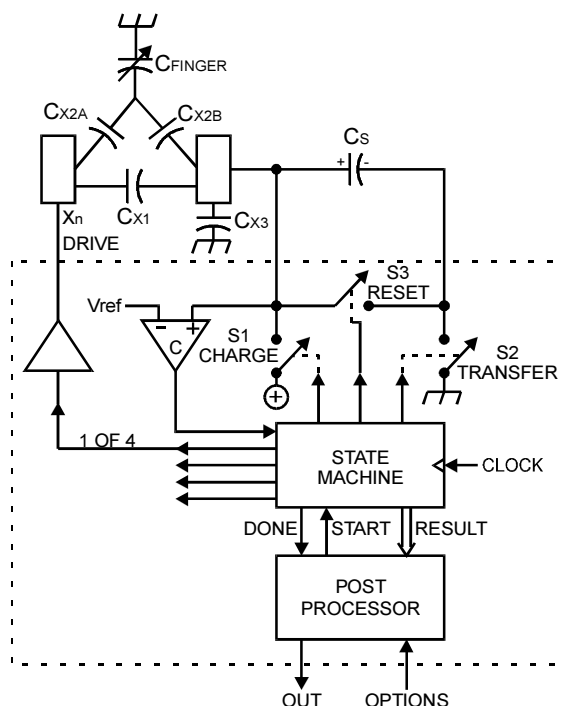 CFINGER
CX2A
CX2B
CS
+ -
Xn
CX1
CX3
DRIVE
S3
RESET
Vref
- +
C
S1
CHARGE
S2
TRANSFER
+
1 OF 4
STATE
MACHINE
CLOCK
DONE
START
RESULT
POST
PROCESSOR
OUT
OPTIONS